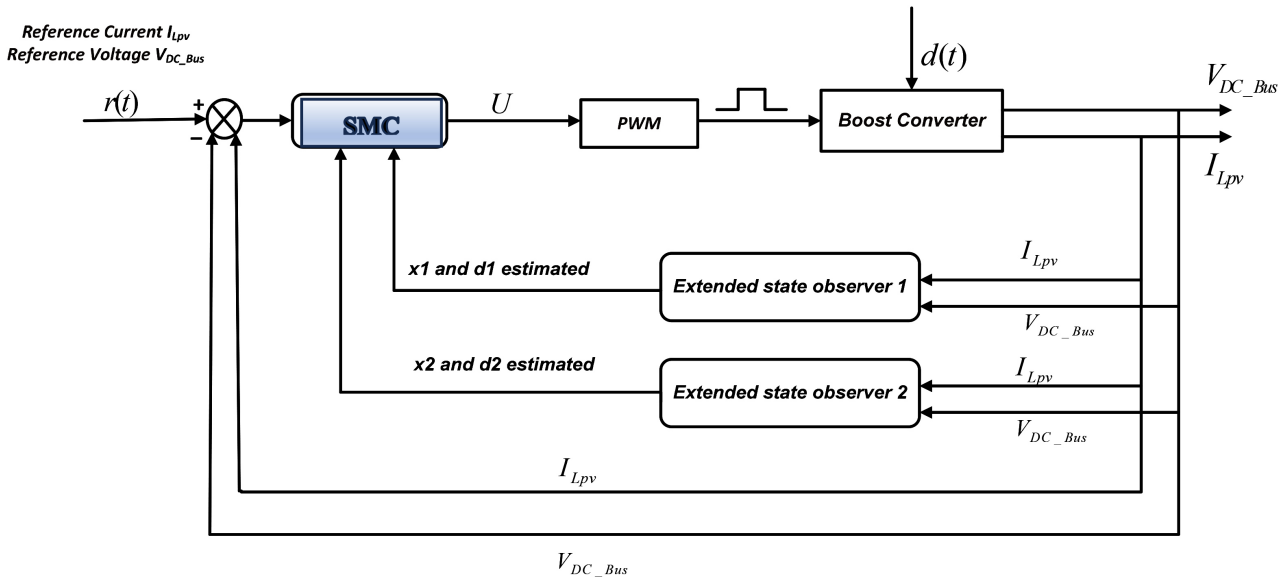 Reference Current I_Lpv
Reference Voltage V_DC_Bus
r(t)
+
−
SMC
U
PWM
d(t)
Boost Converter
V_DC_Bus
I_Lpv
x1 and d1 estimated
Extended state observer 1
I_Lpv
V_DC_Bus
x2 and d2 estimated
Extended state observer 2
I_Lpv
V_DC_Bus
I_Lpv
V_DC_Bus